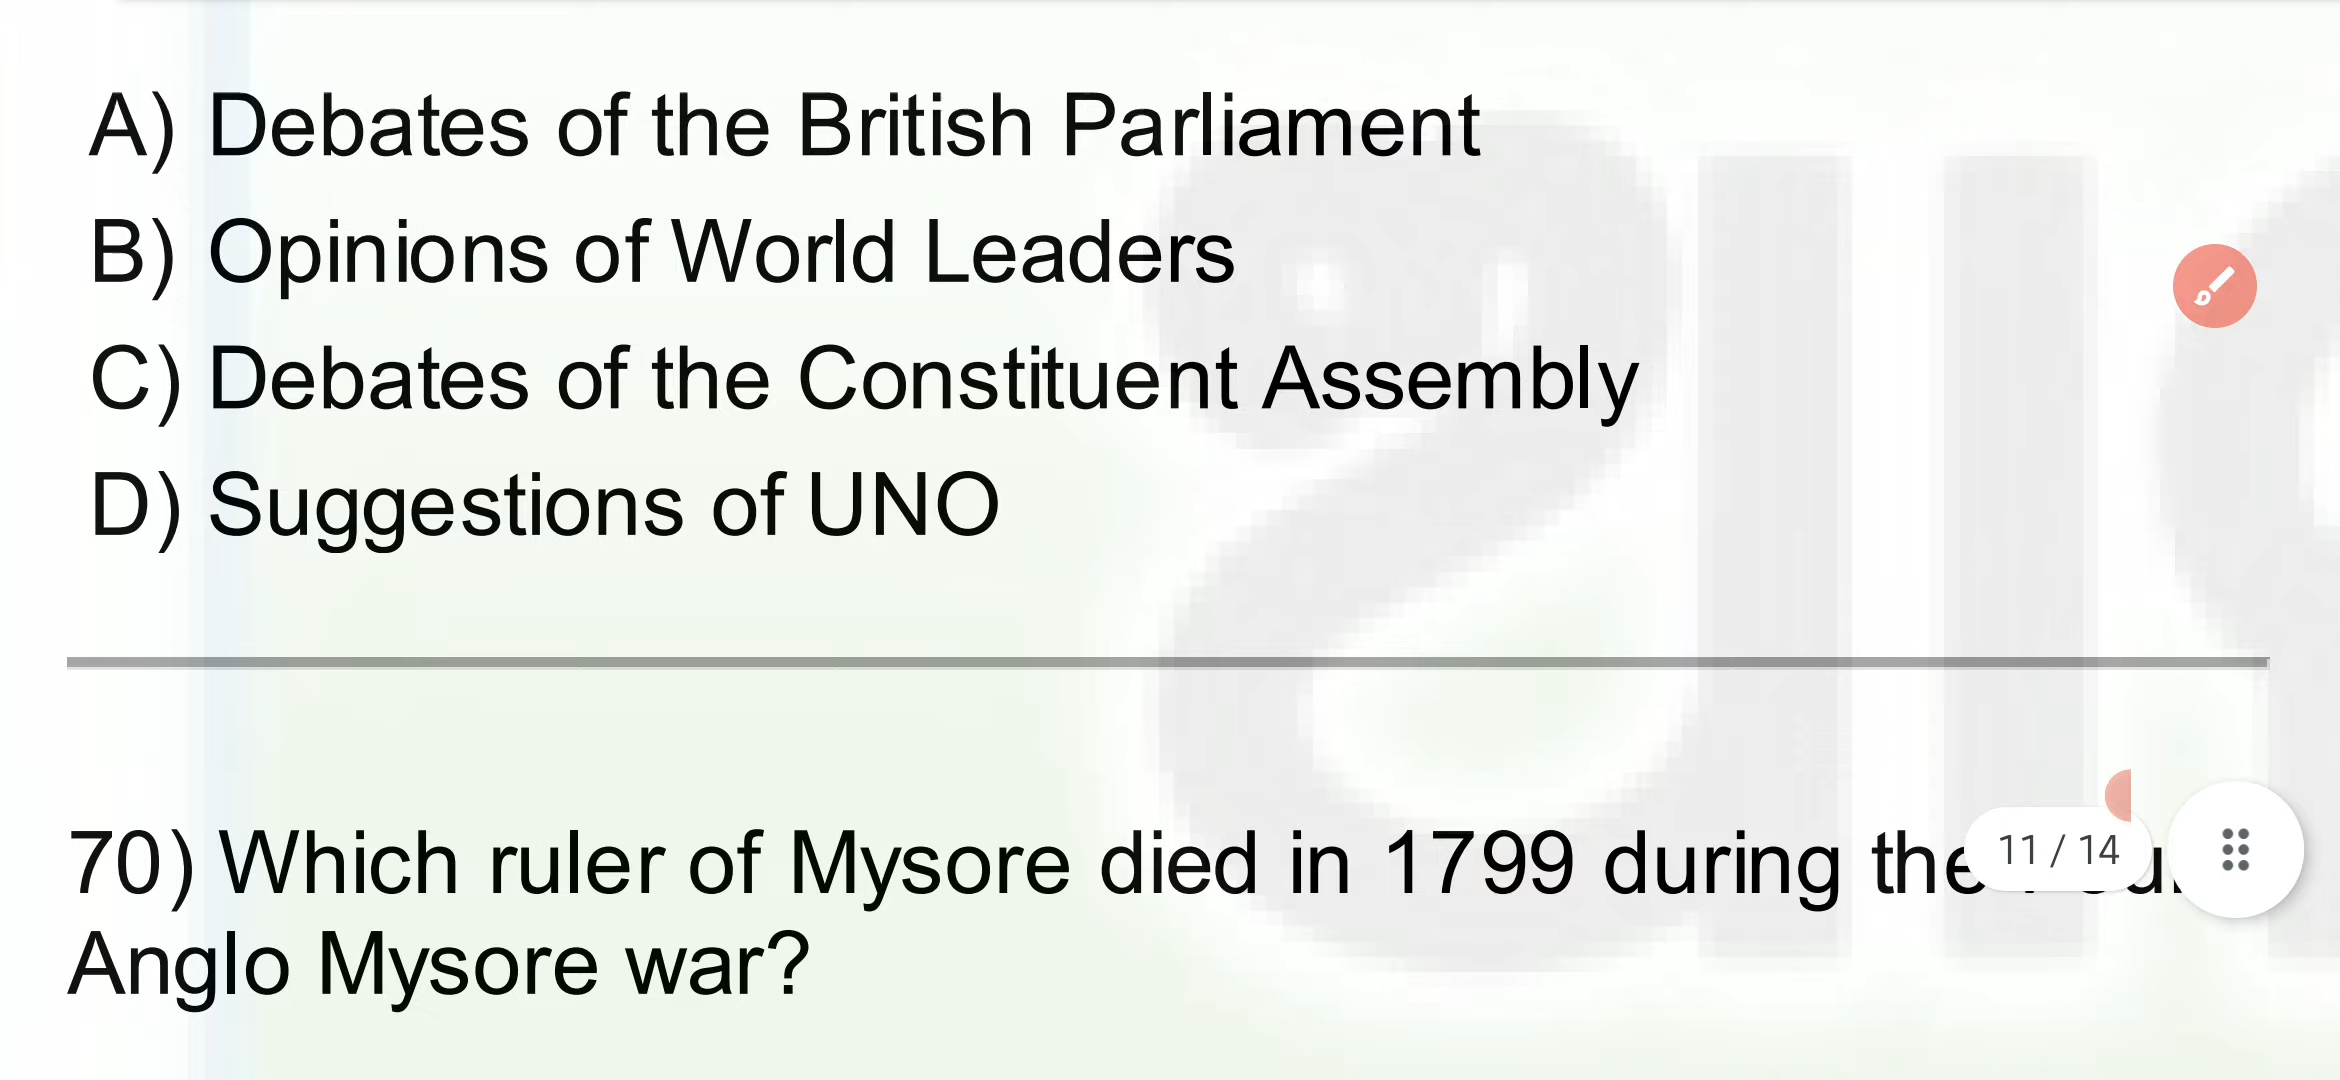 A) Debates of the British Parliament
B) Opinions of World Leaders
C) Debates of the Constituent Assembly
D) Suggestions of UNO
70) Which ruler of Mysore died in 1799 during the
11 / 14
Anglo Mysore war?